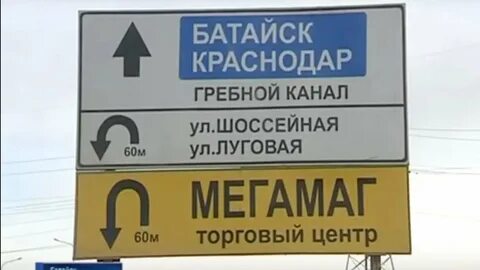 БАТАЙСК
КРАСНОДАР
ГРЕБНОЙ КАНАЛ
ул.ШОССЕЙНАЯ
ул.ЛУГОВАЯ
60м
МЕГАМАГ
торговый центр
60м